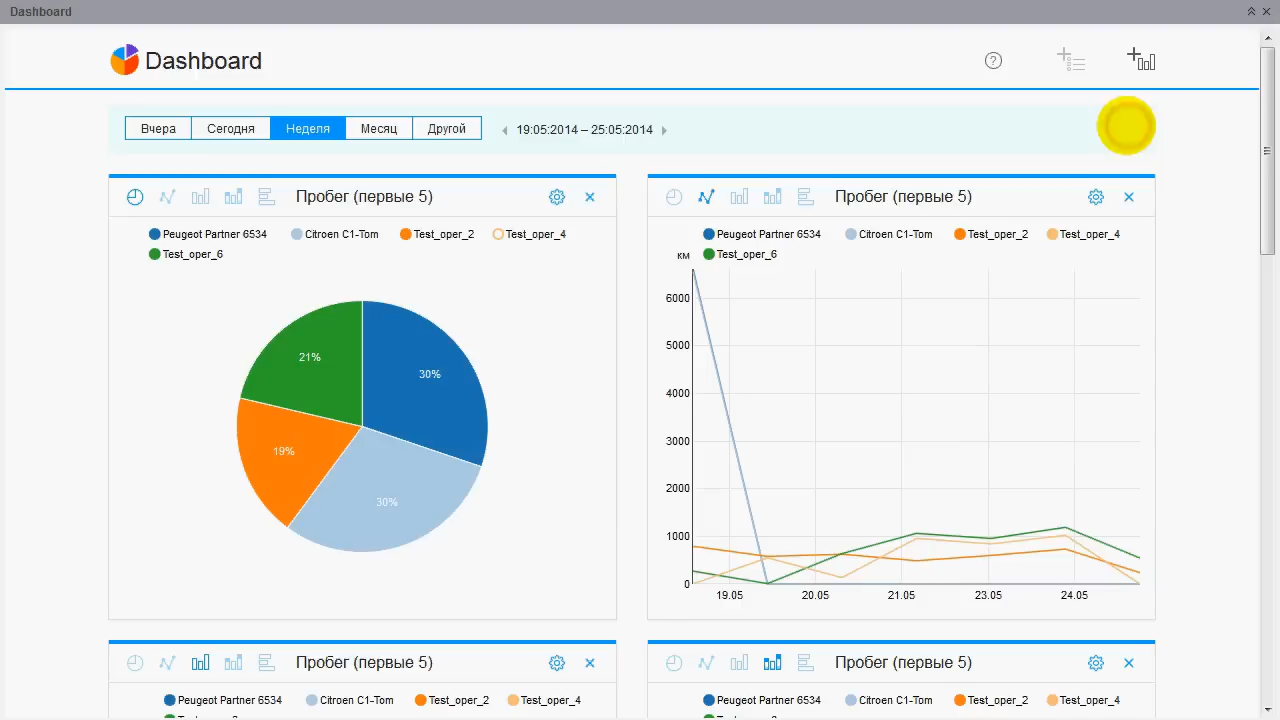 Dashboard
Dashboard
?
Вчера Сегодня Неделя Месяц Другой 19:05:2014 – 25:05:2014
Пробег (первые 5)
Peugeot Partner 6534 Citroen C1-Tom Test_oper_2 Test_oper_4
Test_oper_6
21%
30%
19%
30%
Пробег (первые 5)
Peugeot Partner 6534 Citroen C1-Tom Test_oper_2 Test_oper_4
км Test_oper_6
6000
5000
4000
3000
2000
1000
0
19.05 20.05 21.05 23.05 24.05
Пробег (первые 5)
Peugeot Partner 6534 Citroen C1-Tom Test_oper_2 Test_oper_4
Пробег (первые 5)
Peugeot Partner 6534 Citroen C1-Tom Test_oper_2 Test_oper_4